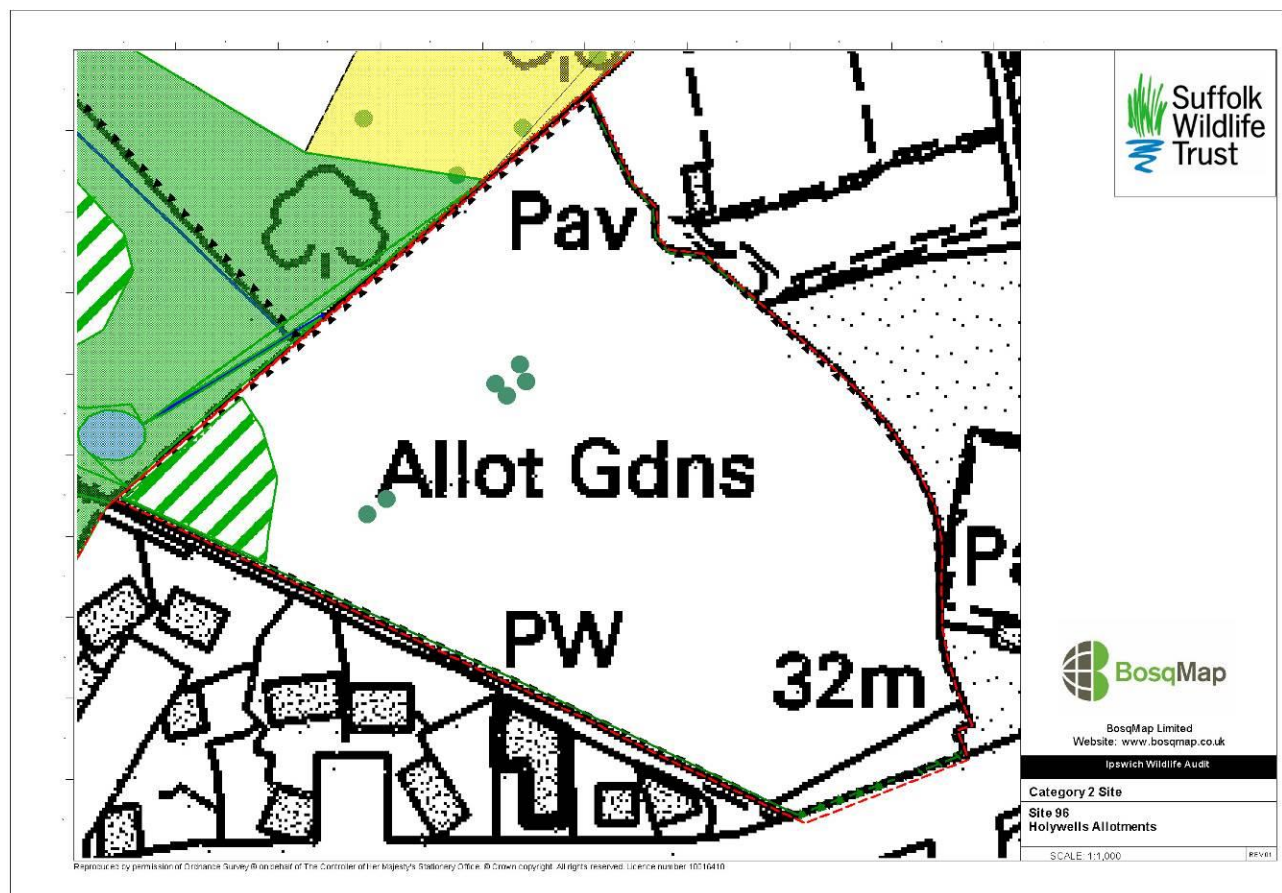 Pav
Allot Gdns
PW
32m
Pa
Suffolk
Wildlife
Trust
BosqMap
BosqMap Limited
Website: www.bosqmap.co.uk
Ipswich Wildlife Audit
Category 2 Site
Site 96
Holywells Allotments
SCALE: 1:1,000
REV 01
Reproduced by permission of Ordnance Survey ® on behalf of The Controller of Her Majesty's Stationery Office. © Crown copyright. All rights reserved. Licence number 10016410